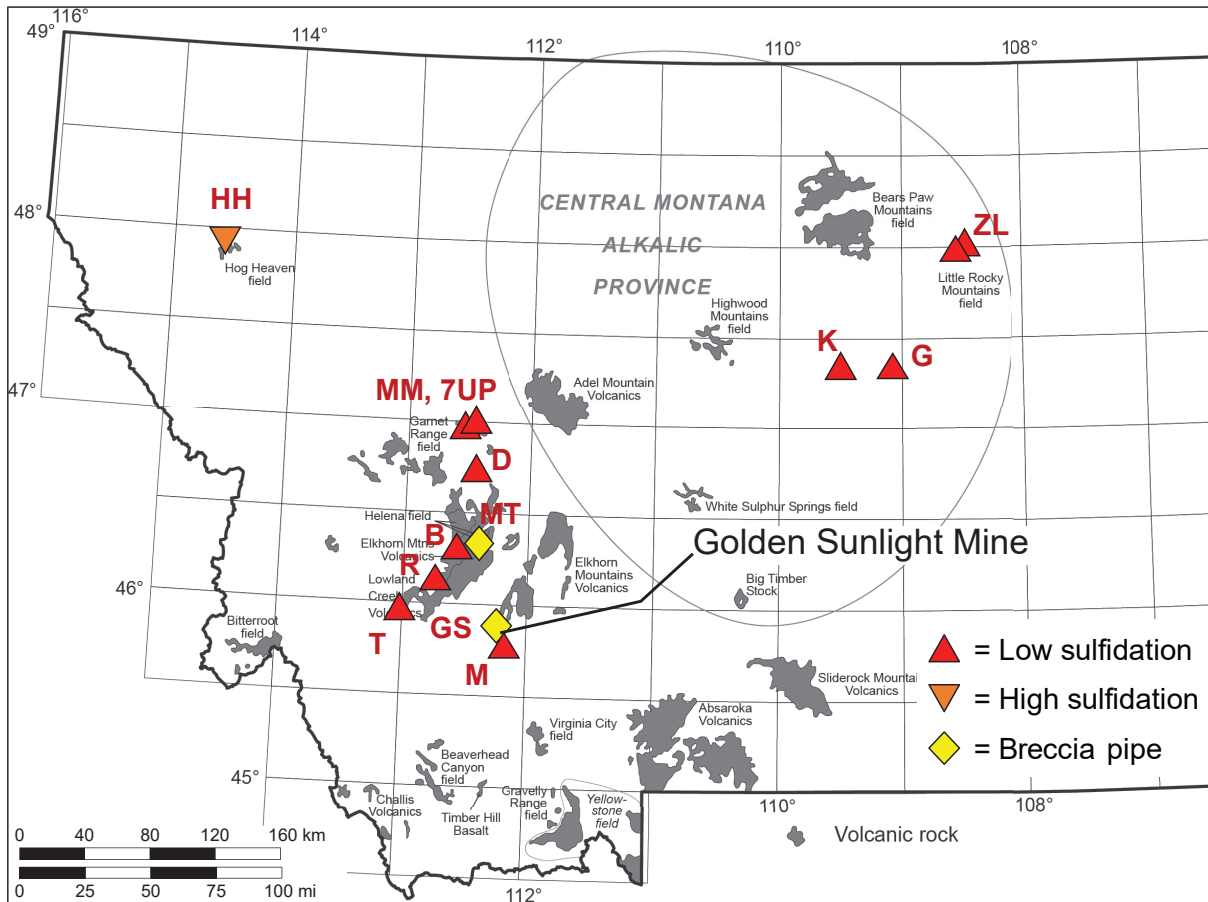 116°
49°
114°
112°
110°
108°
HH
48°
Hog Heaven
field
CENTRAL MONTANA
ALKALIC
PROVINCE
Bears Paw
Mountains
field
ZL
Little Rocky
Mountains
field
Highwood
Mountains
field
K
G
47°
MM, 7UP
Adel Mountain
Volcanics
Garnet
Range
field
D
Helena field
MT
B
White Sulphur Springs field
Elkhorn Mtns
Volcanics
Golden Sunlight Mine
R
Elkhorn
Mountains
Volcanics
46°
Lowland
Creek
Volcanics
Big Timber
Stock
Bitterroot
field
GS
T
M
= Low sulfidation
Sliderock Mountai
Volcanics
= High sulfidation
Absaroka
Volcanics
Virginia City
field
= Breccia pipe
Beaverhead
Canyon
field
45°
Challis
Volcanics
Timber Hill
Basalt
Gravelly
Range
field
Yellow-
stone
field
110°
108°
Volcanic rock
0 40 80 120 160 km
0 25 50 75 100 mi
112°